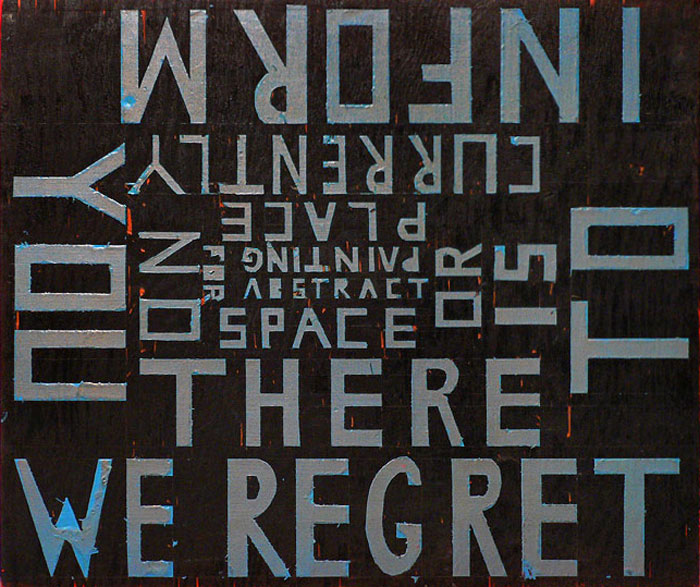 WE REGRET
TO
INFORM
YOU
THERE
IS
CURRENTLY
NO
SPACE
OR
PLACE
FOR
ABSTRACT
PAINTING